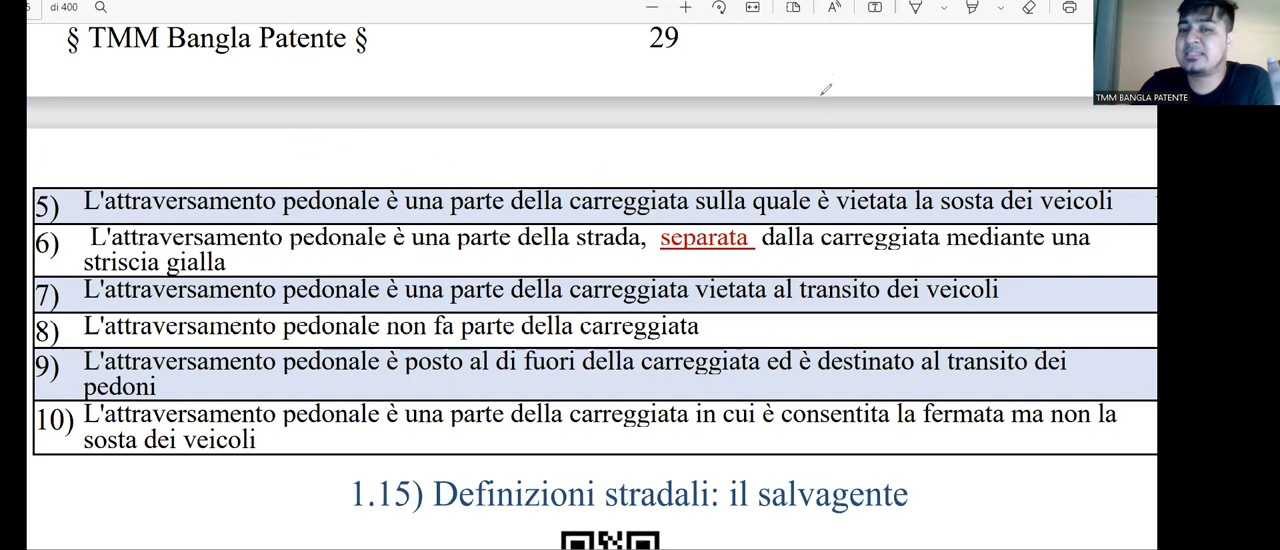 5 di 400
§ TMM Bangla Patente § 29
TMM BANGLA PATENTE
5) L'attraversamento pedonale è una parte della carreggiata sulla quale è vietata la sosta dei veicoli
6) L'attraversamento pedonale è una parte della strada, separata dalla carreggiata mediante una
striscia gialla
7) L'attraversamento pedonale è una parte della carreggiata vietata al transito dei veicoli
8) L'attraversamento pedonale non fa parte della carreggiata
9) L'attraversamento pedonale è posto al di fuori della carreggiata ed è destinato al transito dei
pedoni
10) L'attraversamento pedonale è una parte della carreggiata in cui è consentita la fermata ma non la
sosta dei veicoli
1.15) Definizioni stradali: il salvagente